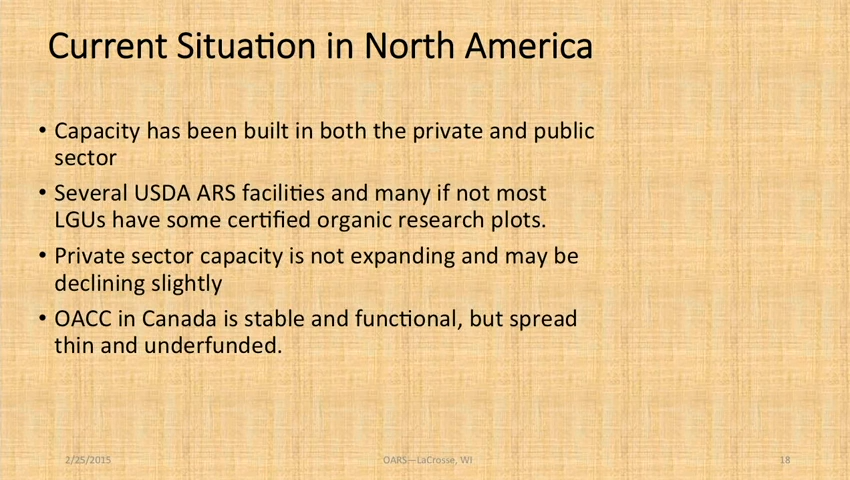 Current Situation in North America
• Capacity has been built in both the private and public
sector
• Several USDA ARS facilities and many if not most
LGUs have some certified organic research plots.
• Private sector capacity is not expanding and may be
declining slightly
• OACC in Canada is stable and functional, but spread
thin and underfunded.
2/25/2015 OARS—LaCrosse, WI 18